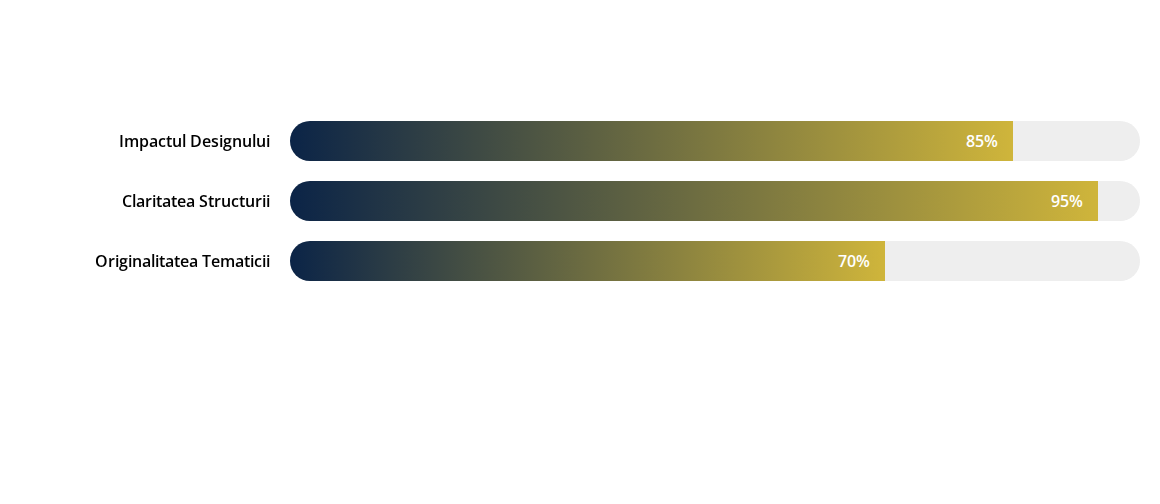 Impactul Designului 85%
Claritatea Structurii 95%
Originalitatea Tematicii 70%